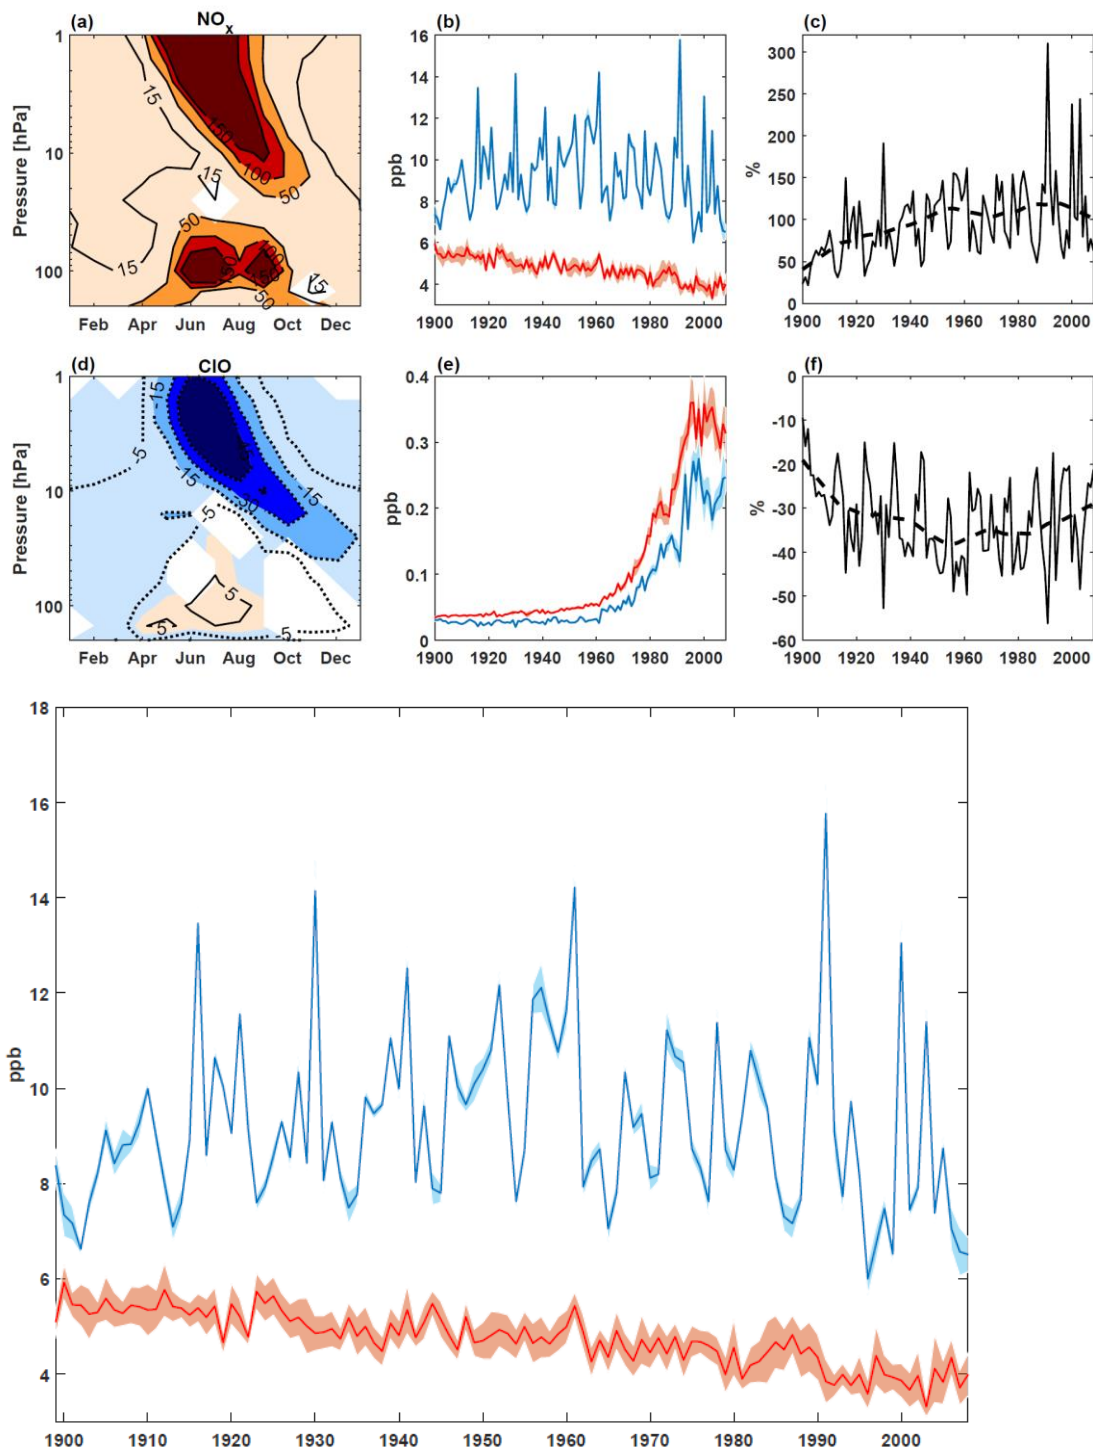 (a) NOx (b) (c)
1 16 300
15 14 250
150 12 200
10 100 10 150
15 50 8 100
50 6 50
100 15 100 150 50 15 4 0
Pressure [hPa] ppb %
Feb Apr Jun Aug Oct Dec 1900 1920 1940 1960 1980 2000 1900 1920 1940 1960 1980 2000
(d) ClO (e) (f)
1 0.4 0
-15 -10
-5 0.3 -20
10 -15 -30 -15 0.2 -30
-5 -40
5 0.1 -50
100 -5 0 -60
Pressure [hPa] ppb %
Feb Apr Jun Aug Oct Dec 1900 1920 1940 1960 1980 2000 1900 1920 1940 1960 1980 2000
18
16
14
12
10
8
6
4
ppb
1900 1910 1920 1930 1940 1950 1960 1970 1980 1990 2000